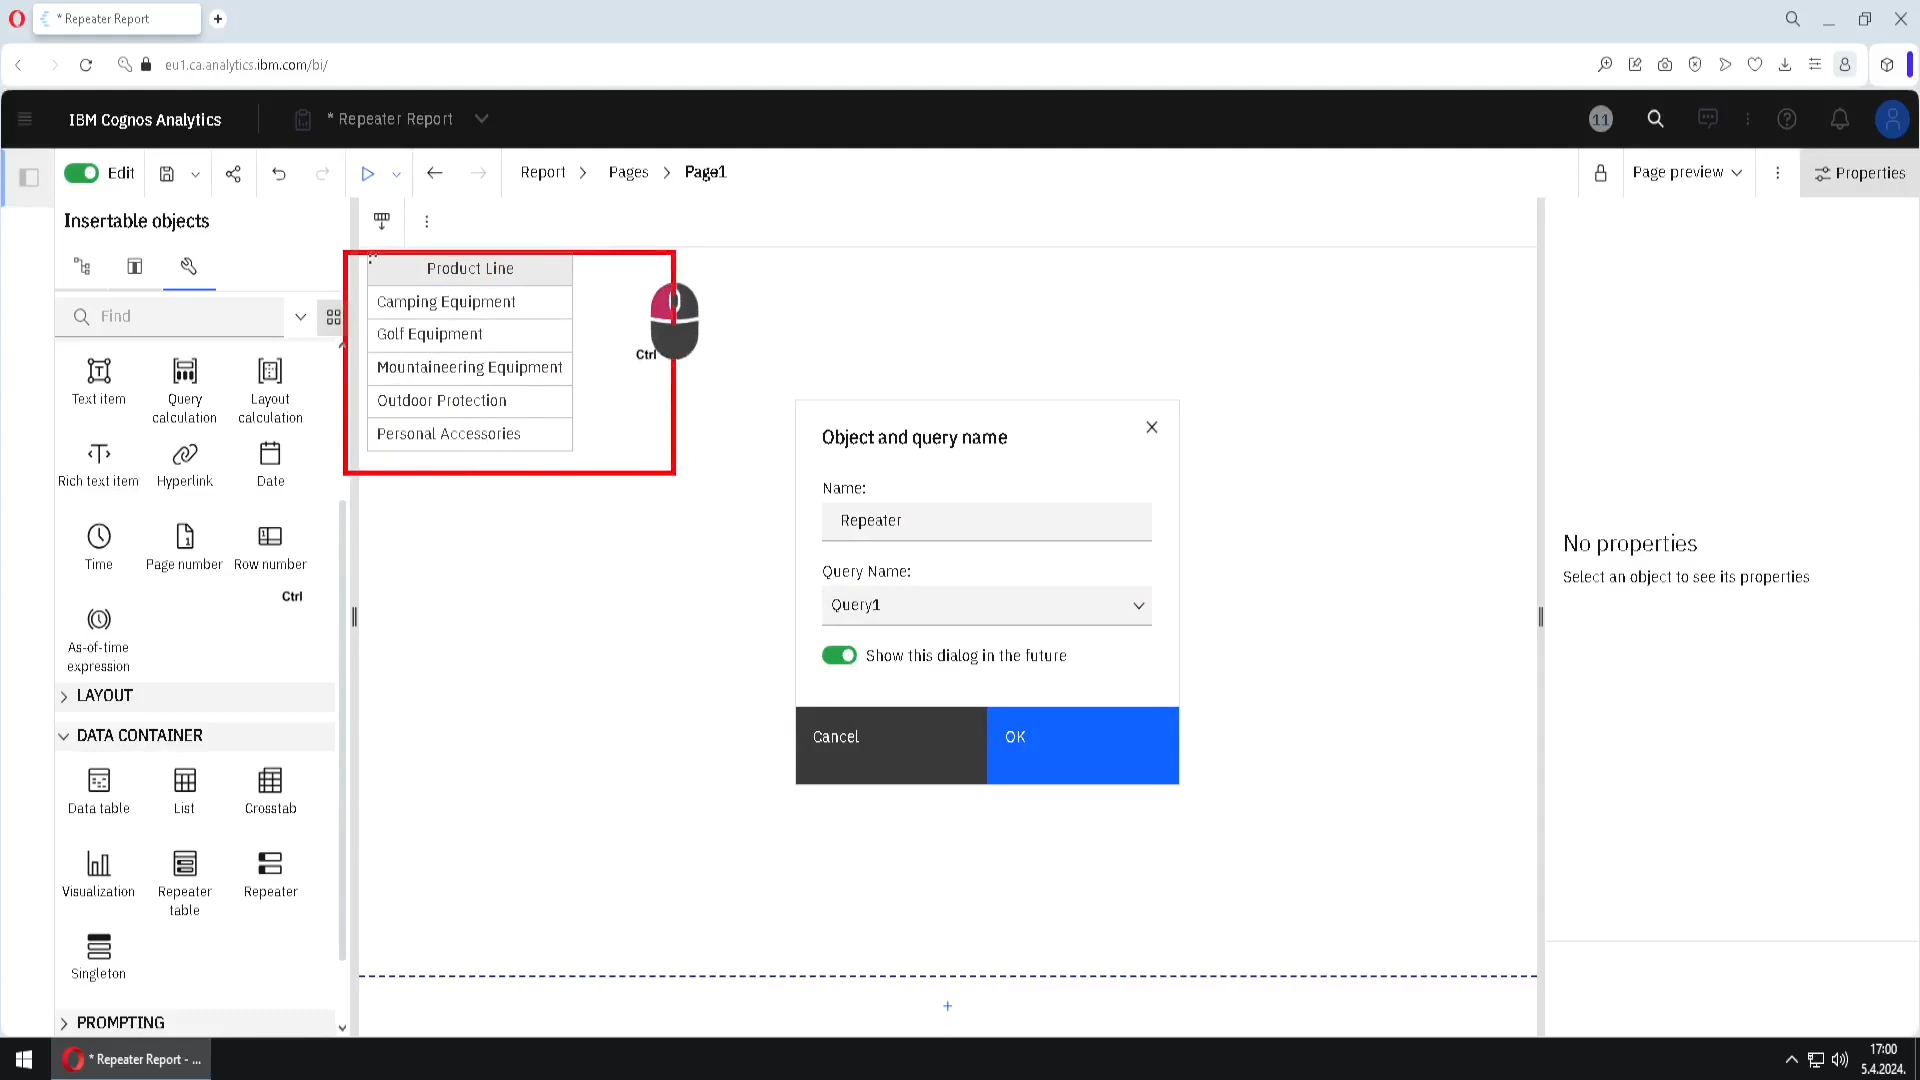 * Repeater Report
eu1.ca.analytics.ibm.com/bi/
IBM Cognos Analytics
* Repeater Report
11
Edit
Report
Pages
Page1
Page preview
Properties
Insertable objects
Find
Text item
Query calculation
Layout calculation
Rich text item
Hyperlink
Date
Time
Page number
Row number
Ctrl
As-of-time expression
LAYOUT
DATA CONTAINER
Data table
List
Crosstab
Visualization
Repeater table
Repeater
Singleton
PROMPTING
Product Line
Camping Equipment
Golf Equipment
Mountaineering Equipment
Outdoor Protection
Personal Accessories
Ctrl
Object and query name
Name:
Repeater
Query Name:
Query1
Show this dialog in the future
Cancel
OK
No properties
Select an object to see its properties
* Repeater Report - ...
17:00
5.4.2024.